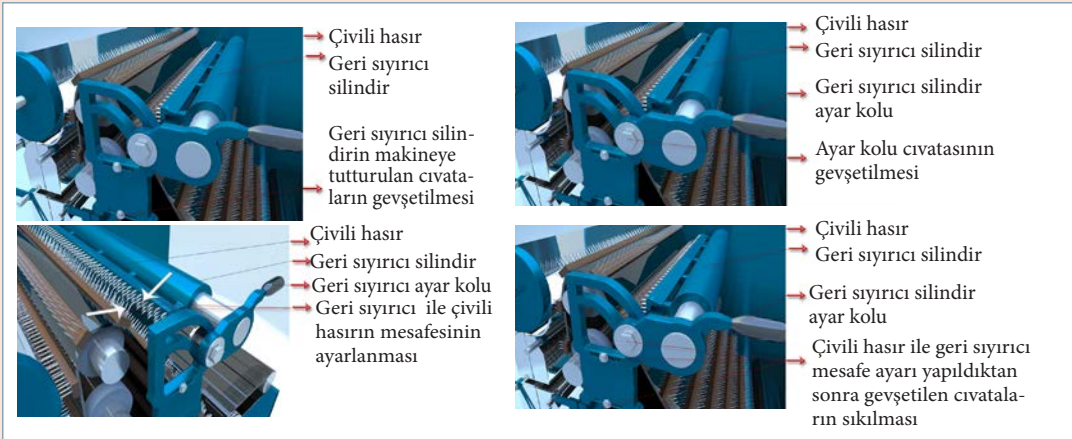 Çivili hasır
Geri sıyırıcı
silindir
Geri sıyırıcı silin-
dirin makineye
tutturulan cıvata-
ların gevşetilmesi
Çivili hasır
Geri sıyırıcı silindir
Geri sıyırıcı silindir
ayar kolu
Ayar kolu cıvatasının
gevşetilmesi
Çivili hasır
Geri sıyırıcı silindir
Geri sıyırıcı ayar kolu
Geri sıyırıcı ile çivili
hasırın mesafesinin
ayarlanması
Çivili hasır
Geri sıyırıcı silindir
Geri sıyırıcı silindir
ayar kolu
Çivili hasır ile geri sıyırıcı
mesafe ayarı yapıldıktan
sonra gevşetilen cıvatala-
rın sıkılması